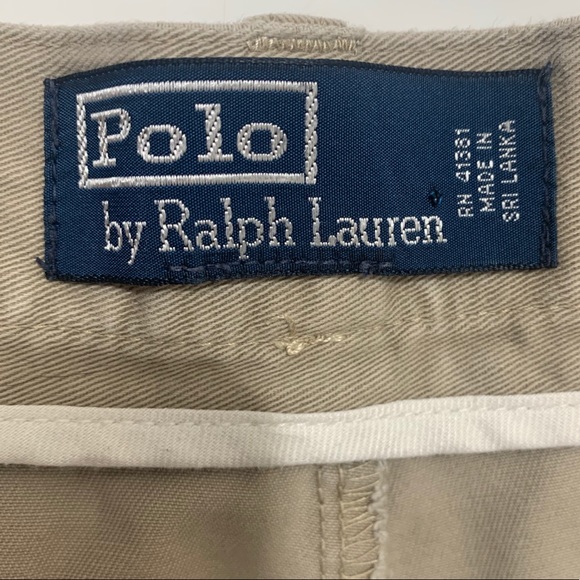 Polo
by Ralph Lauren
RN 41381
MADE IN
SRI LANKA